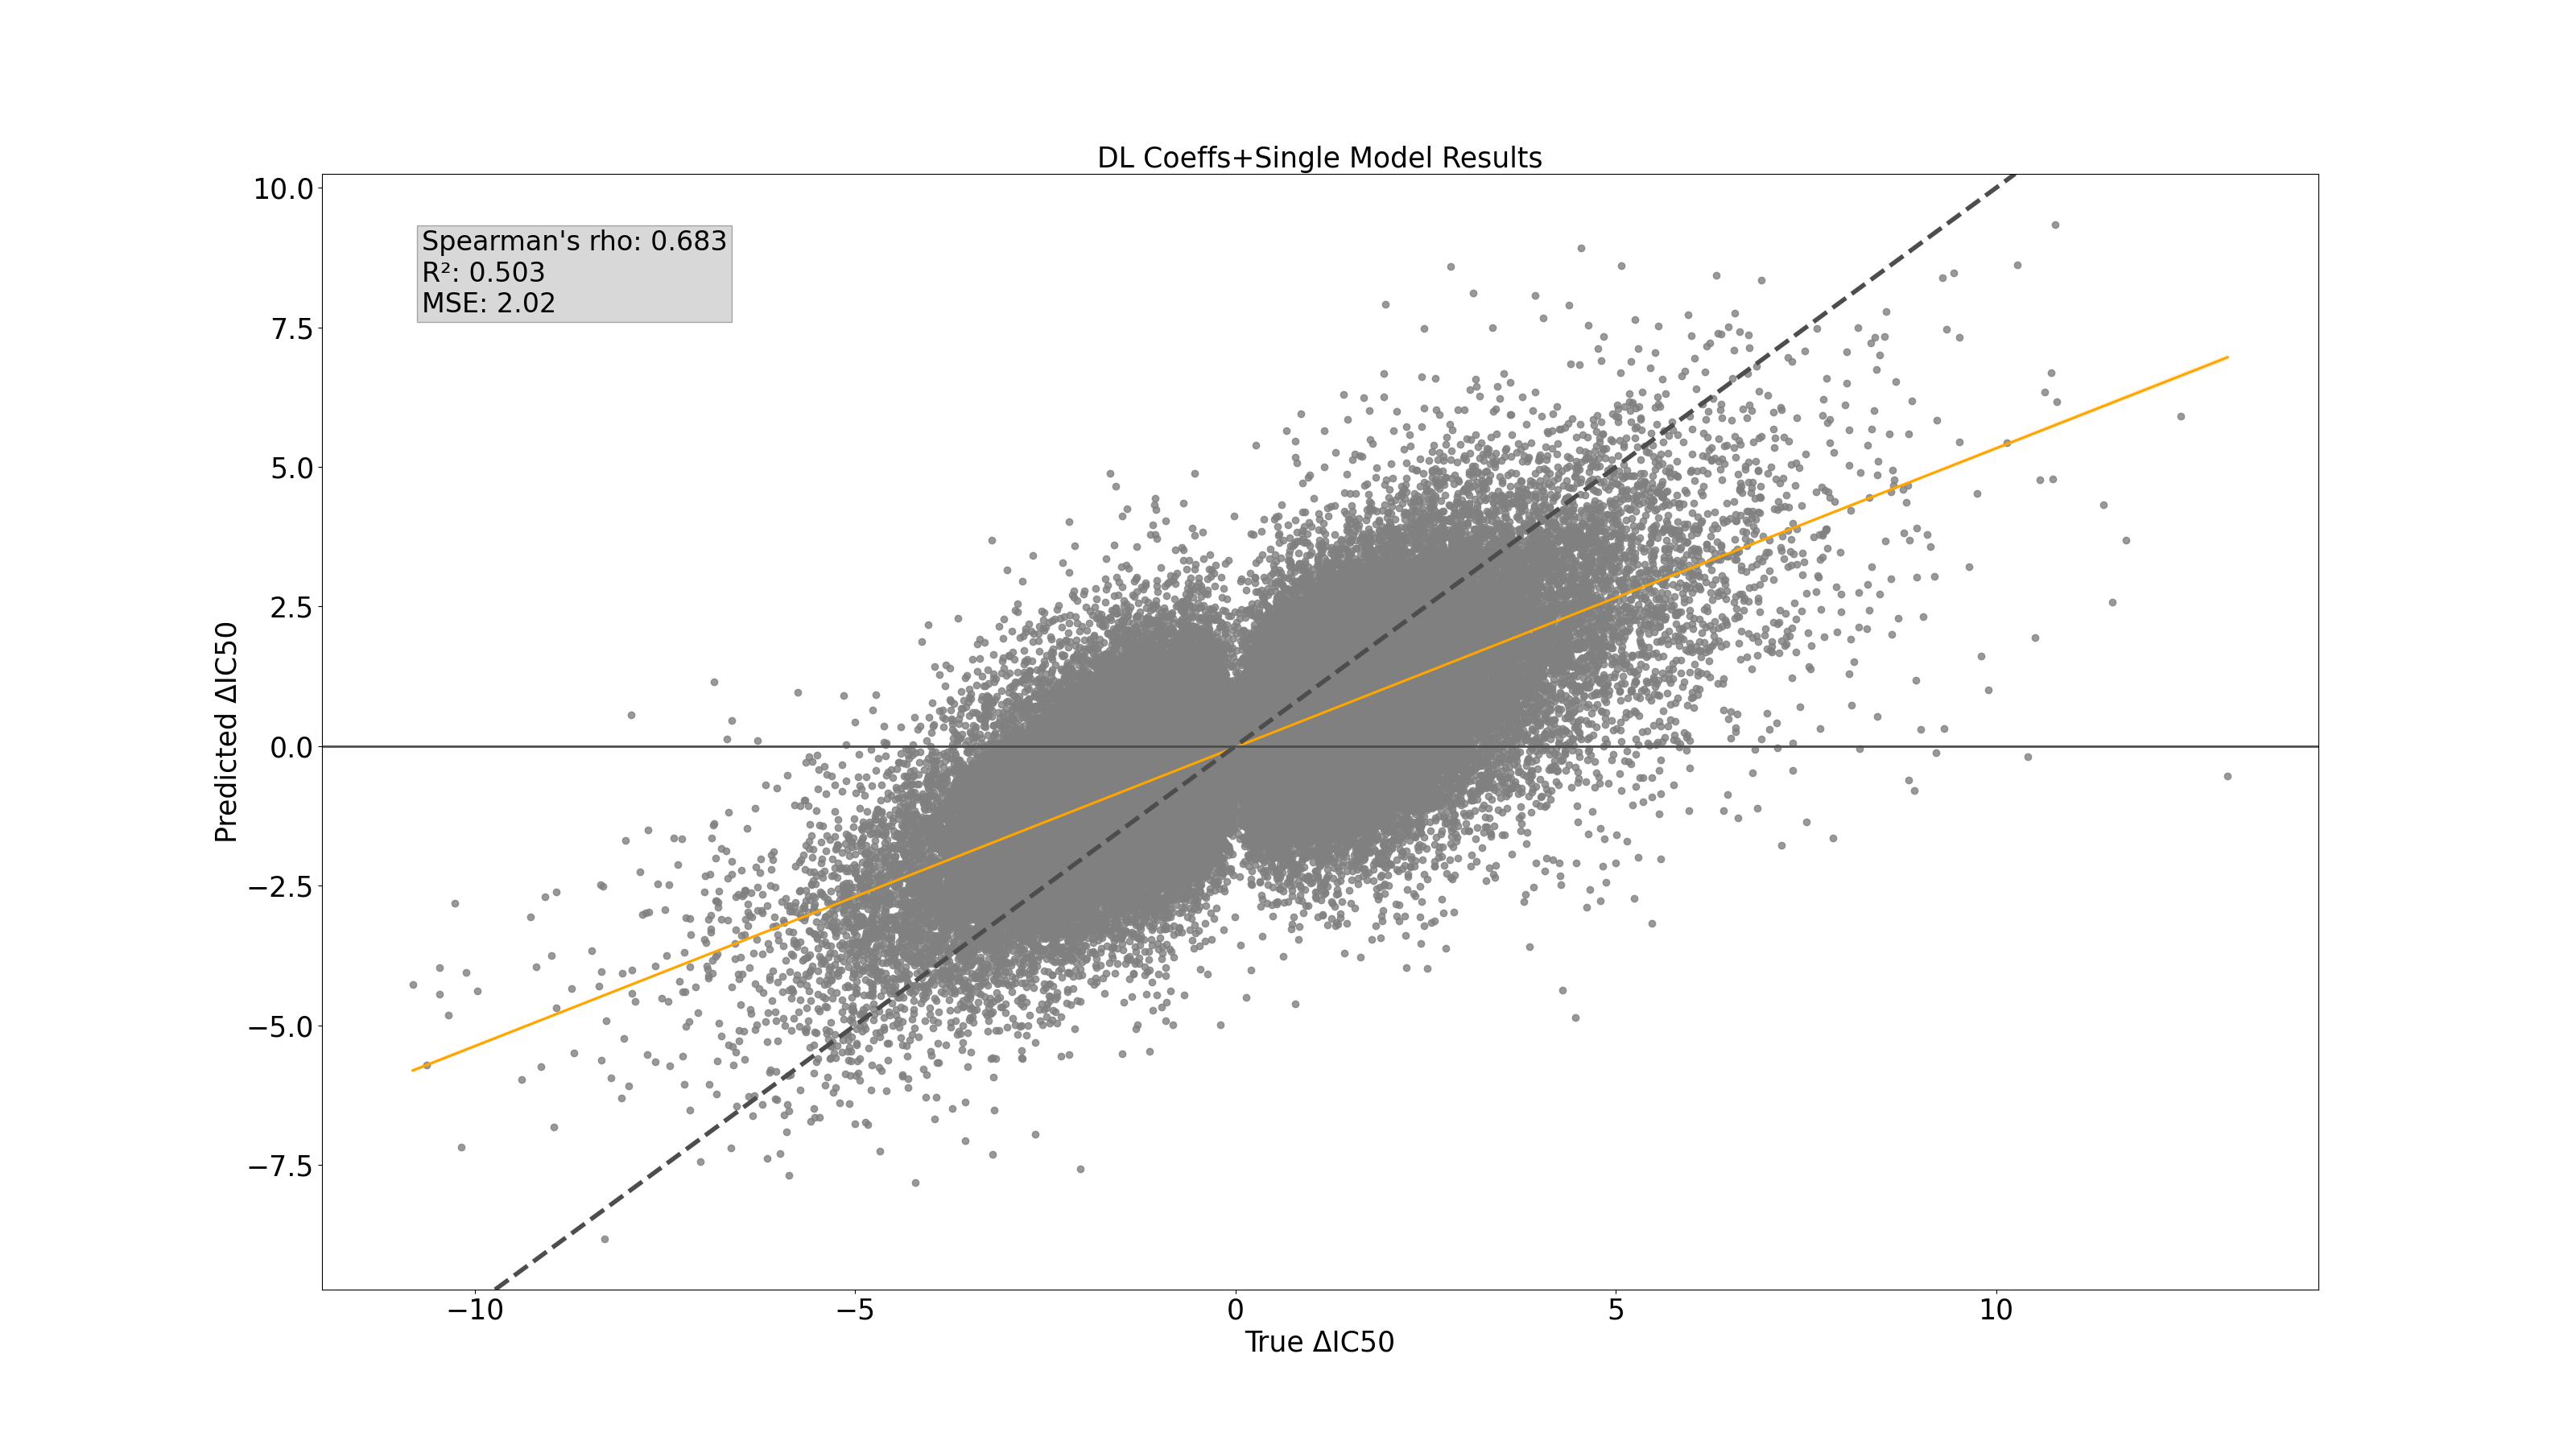 DL Coeffs+Single Model Results
10.0
Spearman's rho: 0.683
R²: 0.503
MSE: 2.02
7.5
5.0
2.5
0.0
−2.5
−5.0
−7.5
Predicted ΔIC50
−10
−5
0
5
10
True ΔIC50